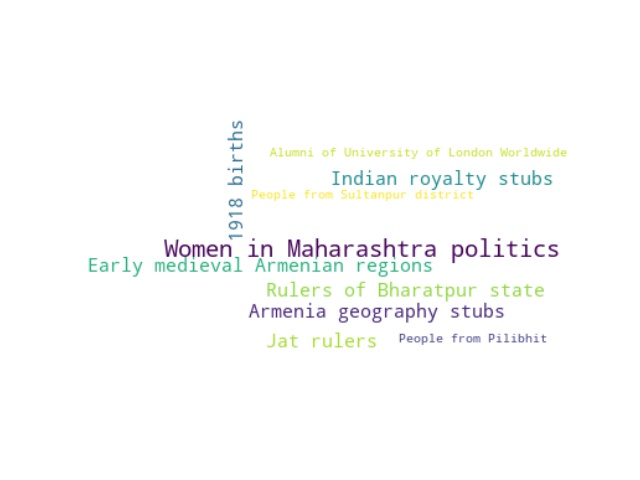 1918 births
Alumni of University of London Worldwide
Indian royalty stubs
People from Sultanpur district
Women in Maharashtra politics
Early medieval Armenian regions
Rulers of Bharatpur state
Armenia geography stubs
Jat rulers
People from Pilibhit